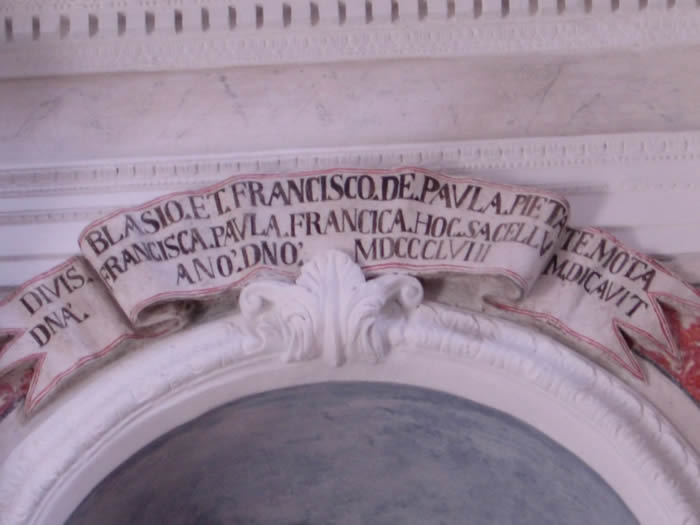 DIVIS. BLASIO. ET. FRANCISCO. DE. PAVLA. PIETATE. MOTA
DNA'. FRANCISCA. PAVLA. FRANCICA. HOC. SACELLVM. DICAVIT
ANO'. DNO'. MDCCCLVIII